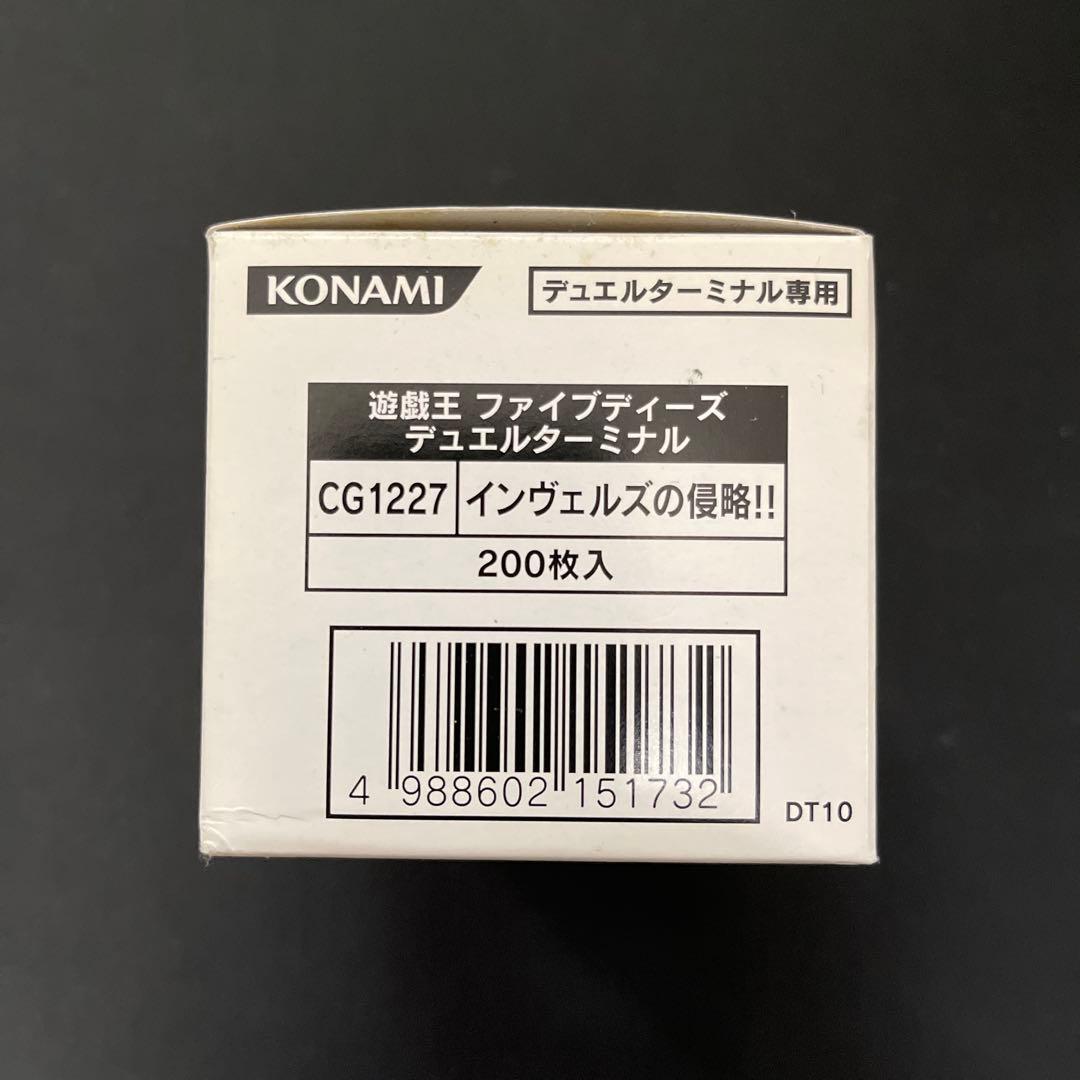 KONAMI
デュエルターミナル専用
遊戯王 ファイブディーズ
デュエルターミナル
CG1227
インヴェルズの侵略!!
200枚入
4 988602 151732
DT10